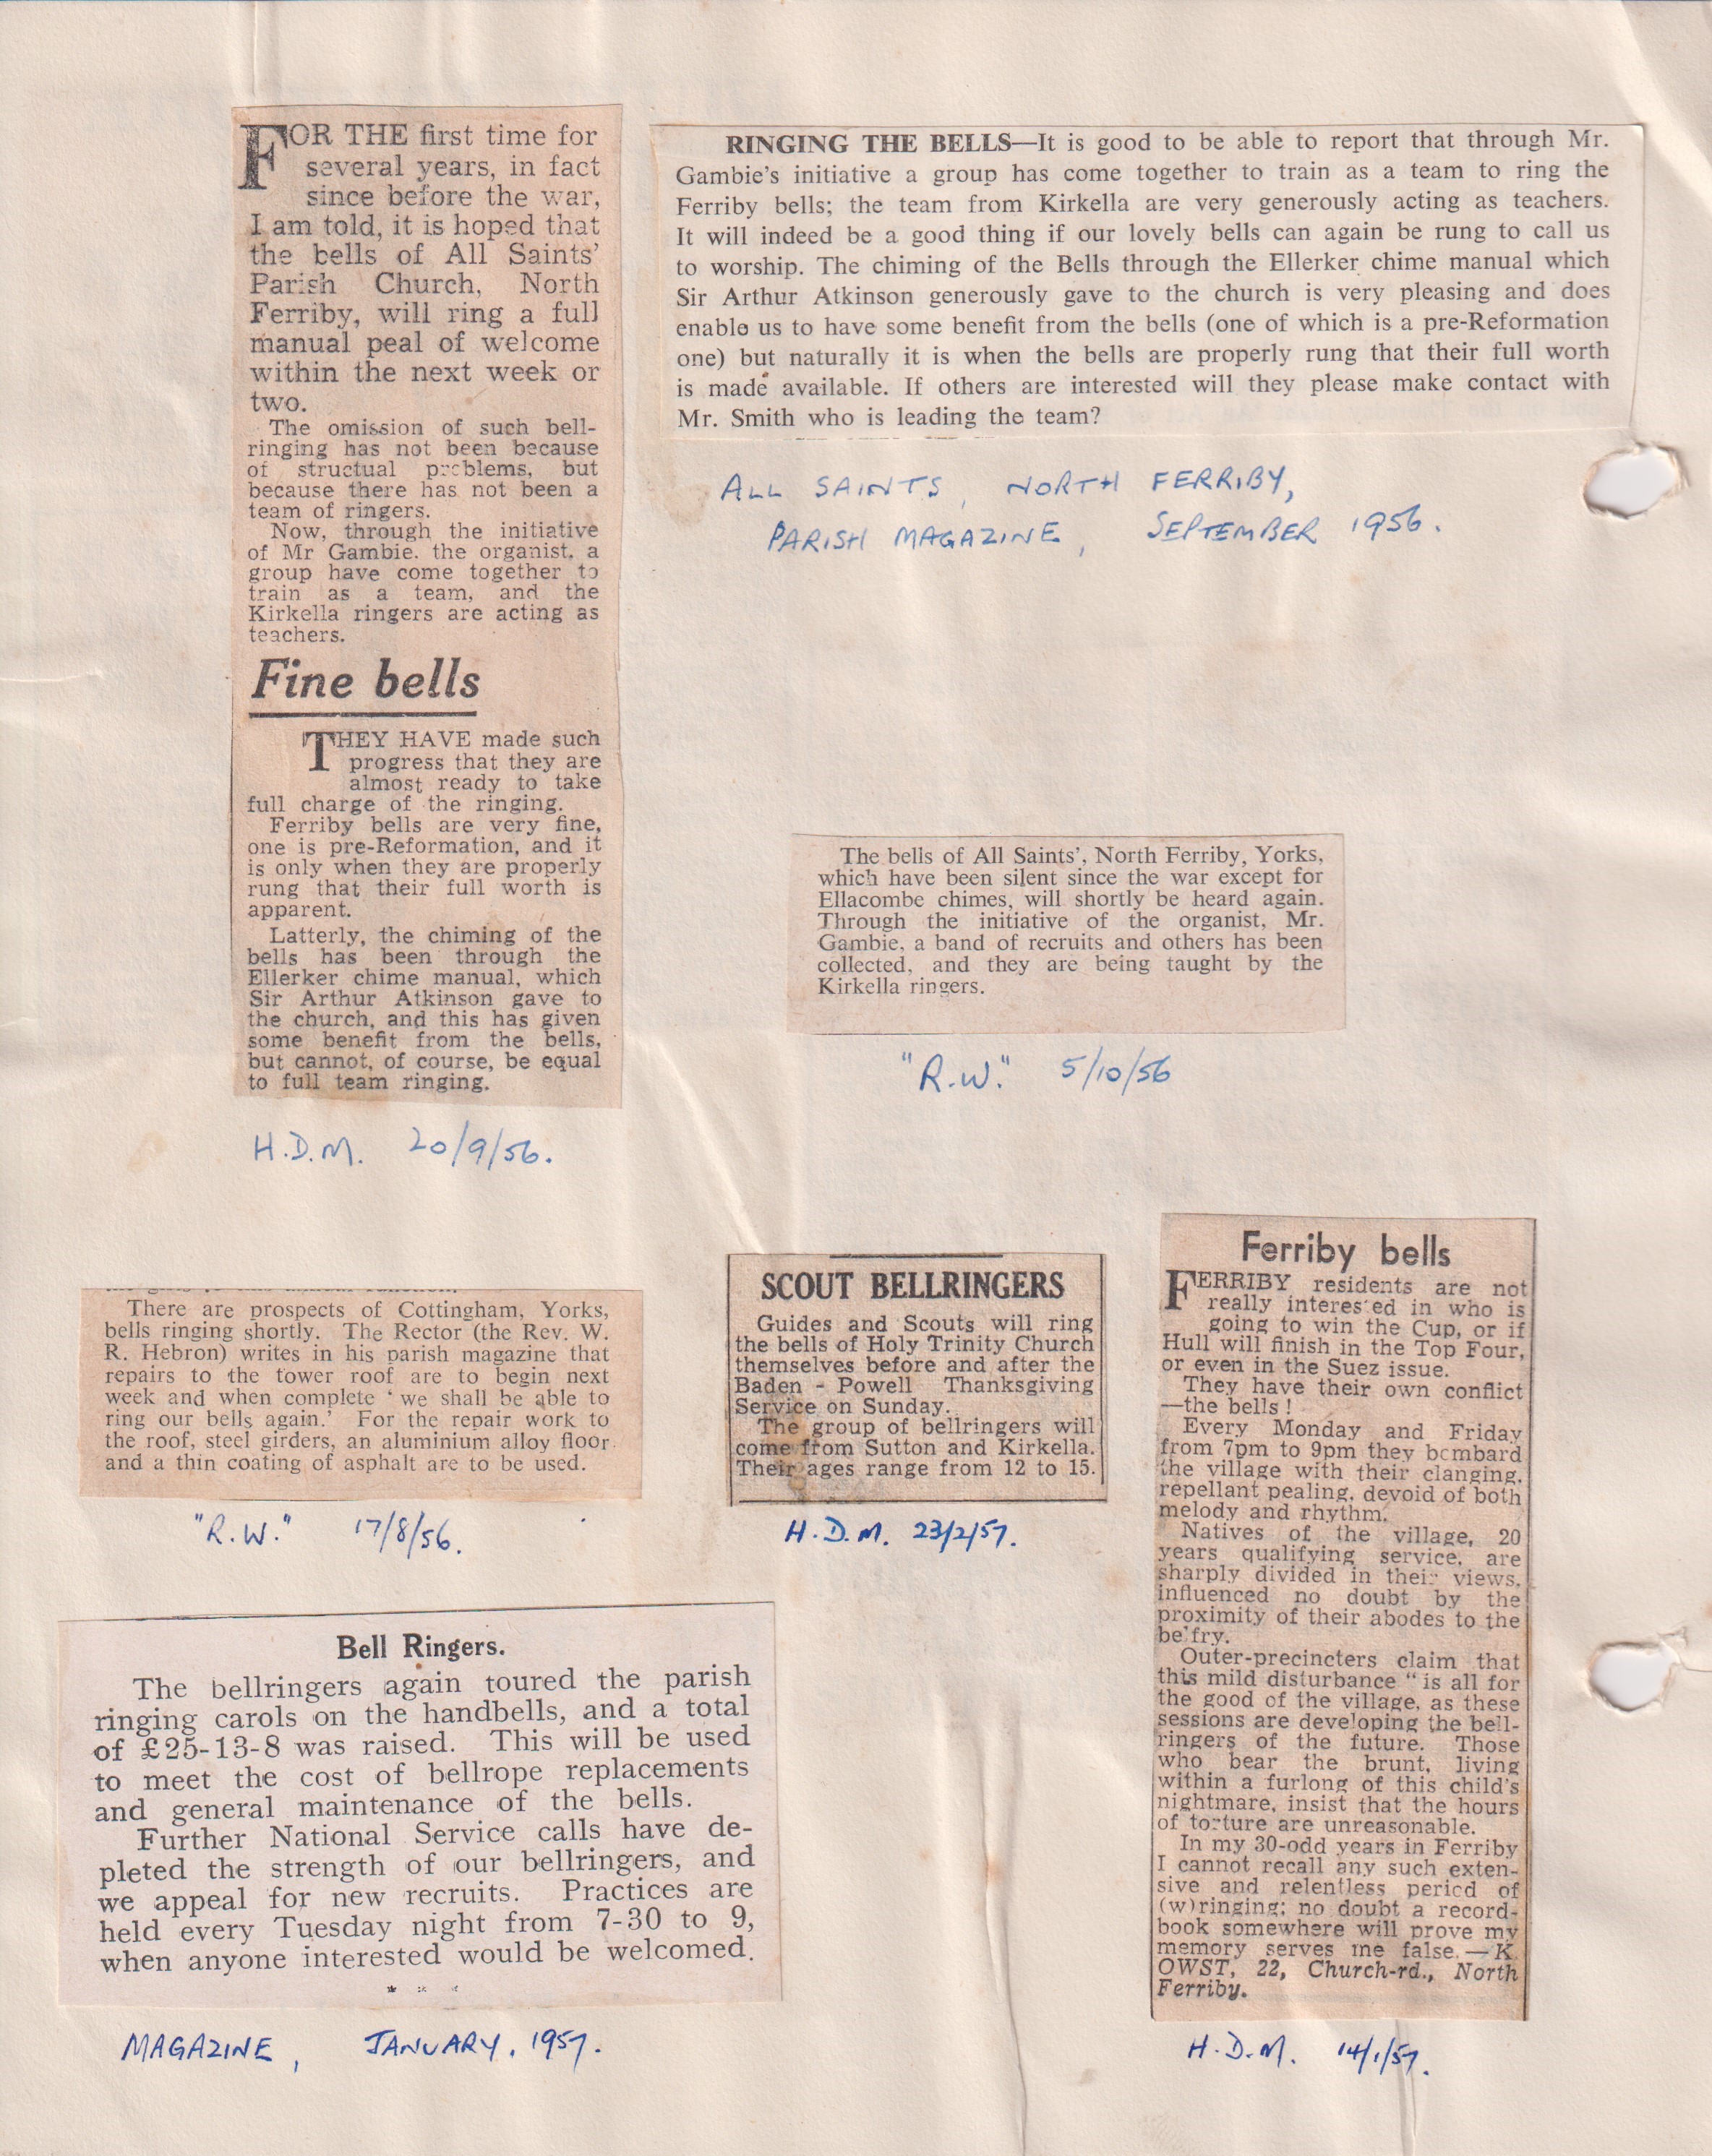 FOR THE first time for
several years, in fact
since before the war,
I am told, it is hoped that
the bells of All Saints'
Parish Church, North
Ferriby, will ring a full
manual peal of welcome
within the next week or
two.
The omission of such bell-
ringing has not been because
of structual problems, but
because there has not been a
team of ringers.
Now, through the initiative
of Mr Gambie. the organist, a
group have come together to
train as a team, and the
Kirkella ringers are acting as
teachers.
Fine bells
THEY HAVE made such
progress that they are
almost ready to take
full charge of the ringing.
Ferriby bells are very fine,
one is pre-Reformation, and it
is only when they are properly
rung that their full worth is
apparent.
Latterly, the chiming of the
bells has been through the
Ellerker chime manual, which
Sir Arthur Atkinson gave to
the church, and this has given
some benefit from the bells,
but cannot, of course, be equal
to full team ringing.
H.D.M. 20/9/56.
RINGING THE BELLS—It is good to be able to report that through Mr.
Gambie's initiative a group has come together to train as a team to ring the
Ferriby bells; the team from Kirkella are very generously acting as teachers.
It will indeed be a good thing if our lovely bells can again be rung to call us
to worship. The chiming of the Bells through the Ellerker chime manual which
Sir Arthur Atkinson generously gave to the church is very pleasing and does
enable us to have some benefit from the bells (one of which is a pre-Reformation
one) but naturally it is when the bells are properly rung that their full worth
is made available. If others are interested will they please make contact with
Mr. Smith who is leading the team?
ALL SAINTS, NORTH FERRIBY,
PARISH MAGAZINE, SEPTEMBER 1956.
The bells of All Saints', North Ferriby, Yorks,
which have been silent since the war except for
Ellacombe chimes, will shortly be heard again.
Through the initiative of the organist, Mr.
Gambie, a band of recruits and others has been
collected, and they are being taught by the
Kirkella ringers.
"R.W." 5/10/56
There are prospects of Cottingham, Yorks,
bells ringing shortly. The Rector (the Rev. W.
R. Hebron) writes in his parish magazine that
repairs to the tower roof are to begin next
week and when complete ' we shall be able to
ring our bells again.' For the repair work to
the roof, steel girders, an aluminium alloy floor
and a thin coating of asphalt are to be used.
"R.W." 17/8/56.
SCOUT BELLRINGERS
Guides and Scouts will ring
the bells of Holy Trinity Church
themselves before and after the
Baden - Powell Thanksgiving
Service on Sunday.
The group of bellringers will
come from Sutton and Kirkella.
Their ages range from 12 to 15.
H.D.M. 23/2/57.
Ferriby bells
FERRIBY residents are not
really interested in who is
going to win the Cup, or if
Hull will finish in the Top Four,
or even in the Suez issue.
They have their own conflict
—the bells !
Every Monday and Friday
from 7pm to 9pm they bombard
the village with their clanging,
repellant pealing, devoid of both
melody and rhythm.
Natives of the village, 20
years qualifying service, are
sharply divided in their views,
influenced no doubt by the
proximity of their abodes to the
belfry.
Outer-precincters claim that
this mild disturbance "is all for
the good of the village, as these
sessions are developing the bell-
ringers of the future. Those
who bear the brunt, living
within a furlong of this child's
nightmare, insist that the hours
of torture are unreasonable.
In my 30-odd years in Ferriby
I cannot recall any such exten-
sive and relentless period of
(w)ringing; no doubt a record-
book somewhere will prove my
memory serves me false.—K
OWST, 22, Church-rd., North
Ferriby.
H.D.M. 14/1/57.
Bell Ringers.
The bellringers again toured the parish
ringing carols on the handbells, and a total
of £25-13-8 was raised. This will be used
to meet the cost of bellrope replacements
and general maintenance of the bells.
Further National Service calls have de-
pleted the strength of our bellringers, and
we appeal for new recruits. Practices are
held every Tuesday night from 7-30 to 9,
when anyone interested would be welcomed.
MAGAZINE, JANUARY, 1957.